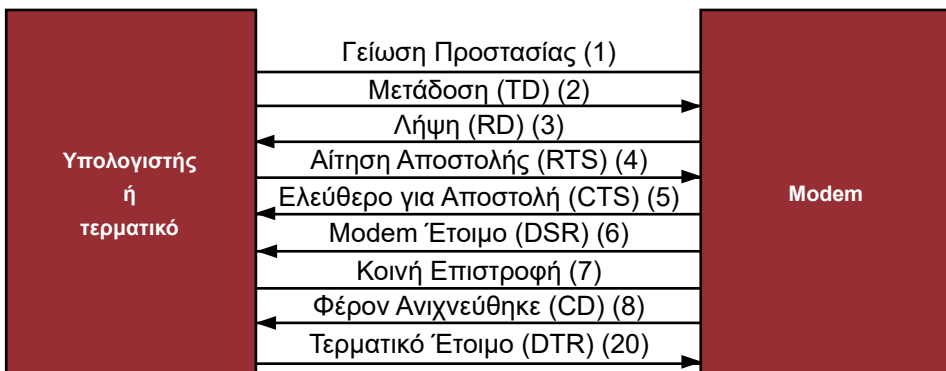 Υπολογιστής
ή
τερματικό
Γείωση Προστασίας (1)
Μετάδοση (TD) (2)
Λήψη (RD) (3)
Αίτηση Αποστολής (RTS) (4)
Ελεύθερο για Αποστολή (CTS) (5)
Modem Έτοιμο (DSR) (6)
Κοινή Επιστροφή (7)
Φέρον Ανιχνεύθηκε (CD) (8)
Τερματικό Έτοιμο (DTR) (20)
Modem